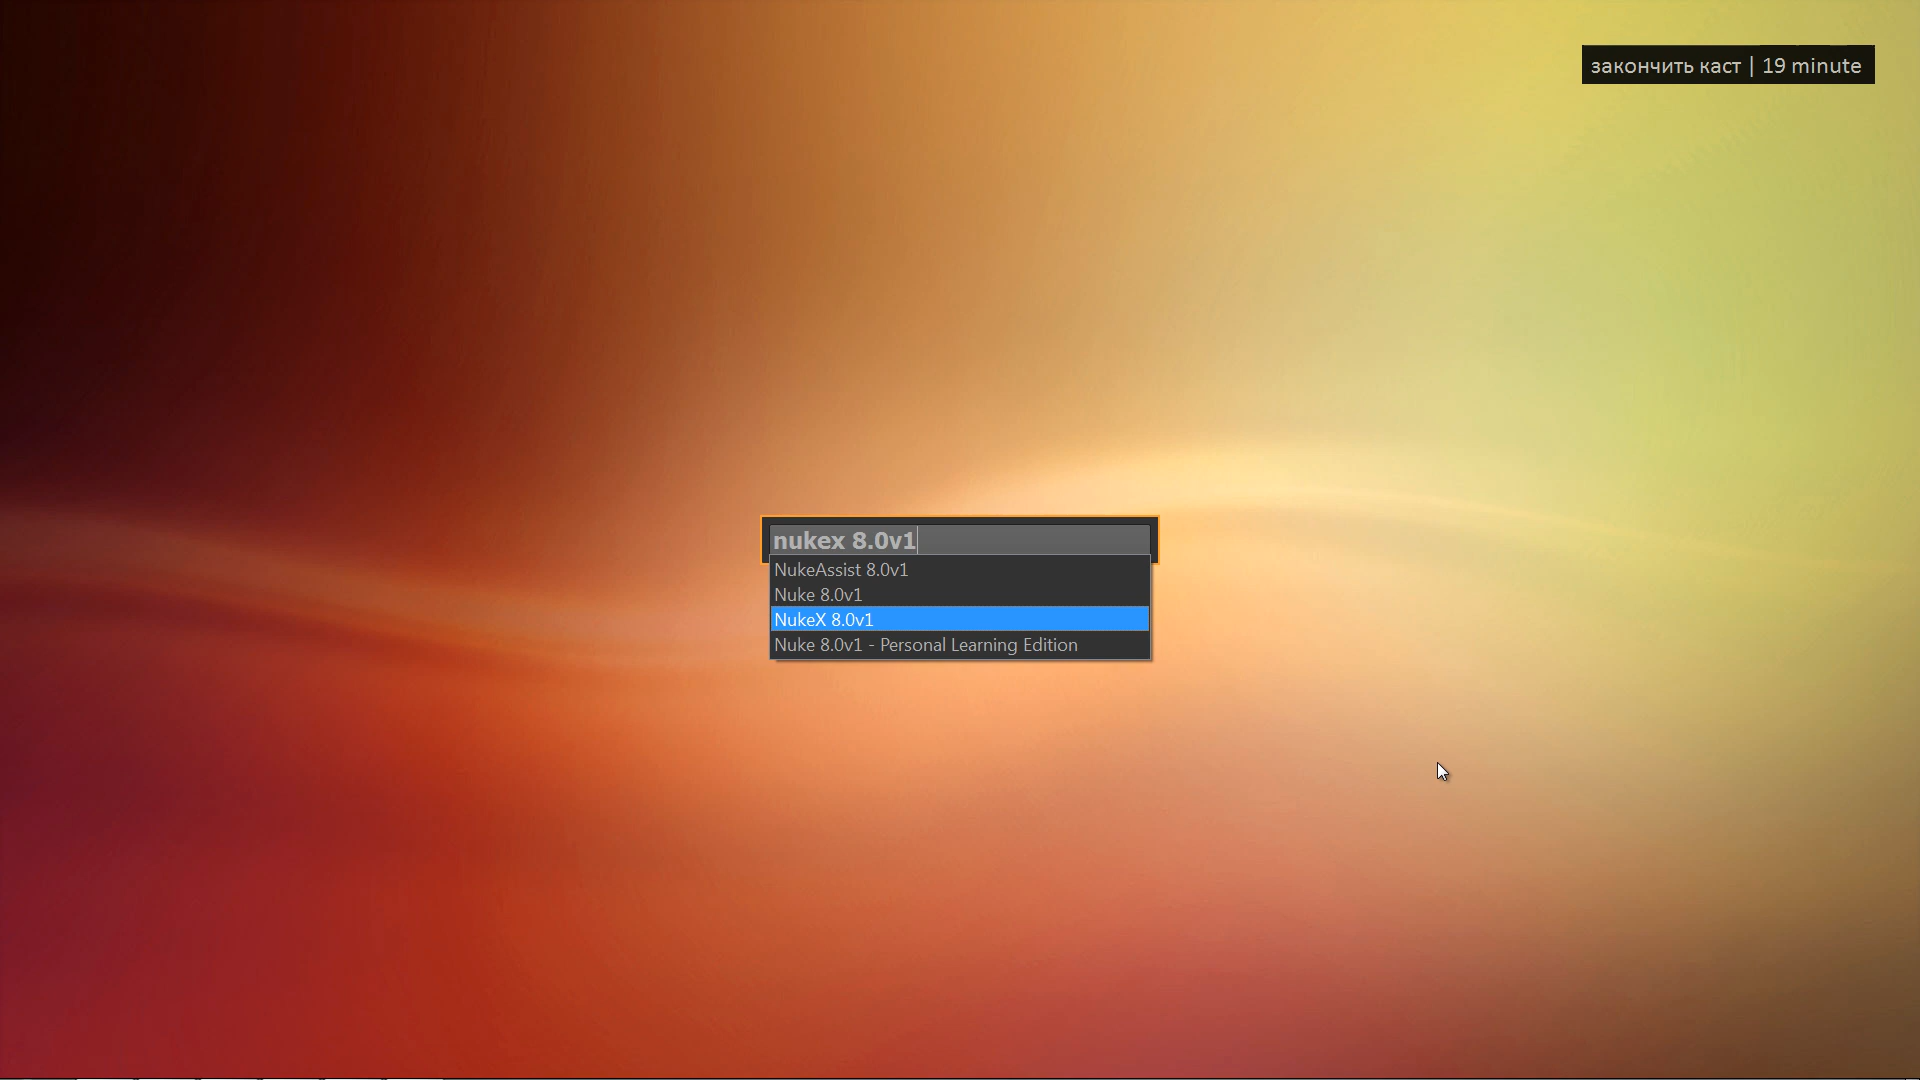 закончить каст | 19 minute
nukex 8.0v1
NukeAssist 8.0v1
Nuke 8.0v1
NukeX 8.0v1
Nuke 8.0v1 - Personal Learning Edition